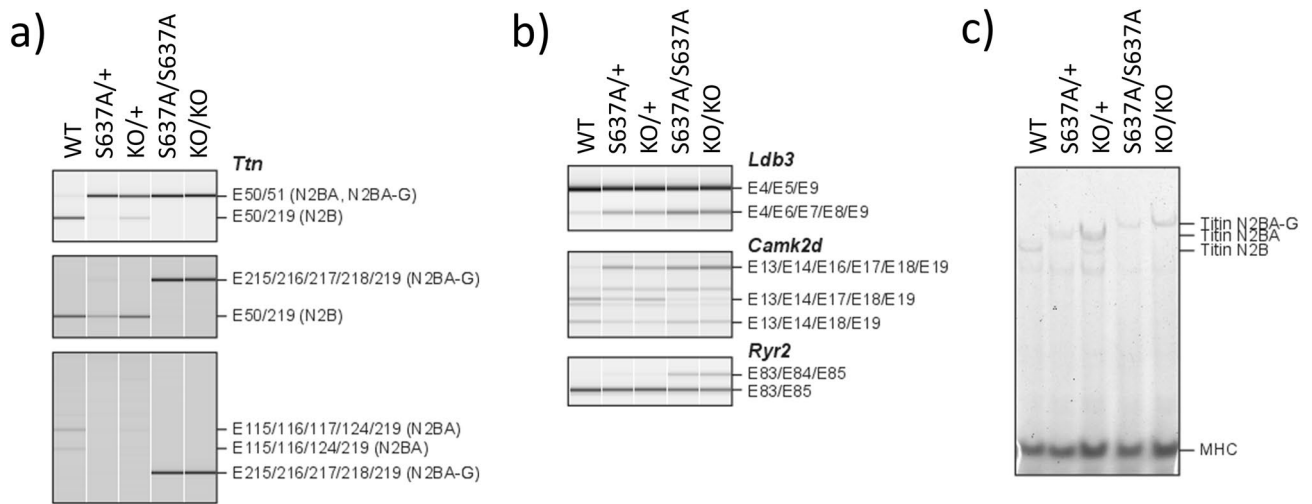 a)
WT
S637A/+
KO/+
S637A/S637A
KO/KO
Ttn
E50/51 (N2BA, N2BA-G)
E50/219 (N2B)
E215/216/217/218/219 (N2BA-G)
E50/219 (N2B)
E115/116/117/124/219 (N2BA)
E115/116/124/219 (N2BA)
E215/216/217/218/219 (N2BA-G)
b)
WT
S637A/+
KO/+
S637A/S637A
KO/KO
Ldb3
E4/E5/E9
E4/E6/E7/E8/E9
Camk2d
E13/E14/E16/E17/E18/E19
E13/E14/E17/E18/E19
E13/E14/E18/E19
Ryr2
E83/E84/E85
E83/E85
c)
WT
S637A/+
KO/+
S637A/S637A
KO/KO
Titin N2BA-G
Titin N2BA
Titin N2B
MHC